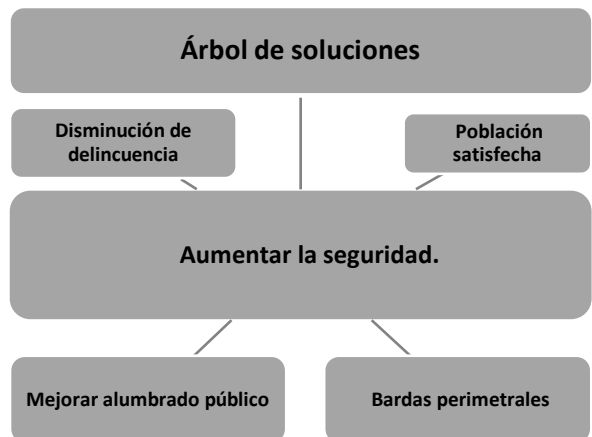 Árbol de soluciones
Disminución de
delincuencia
Población
satisfecha
Aumentar la seguridad.
Mejorar alumbrado público
Bardas perimetrales